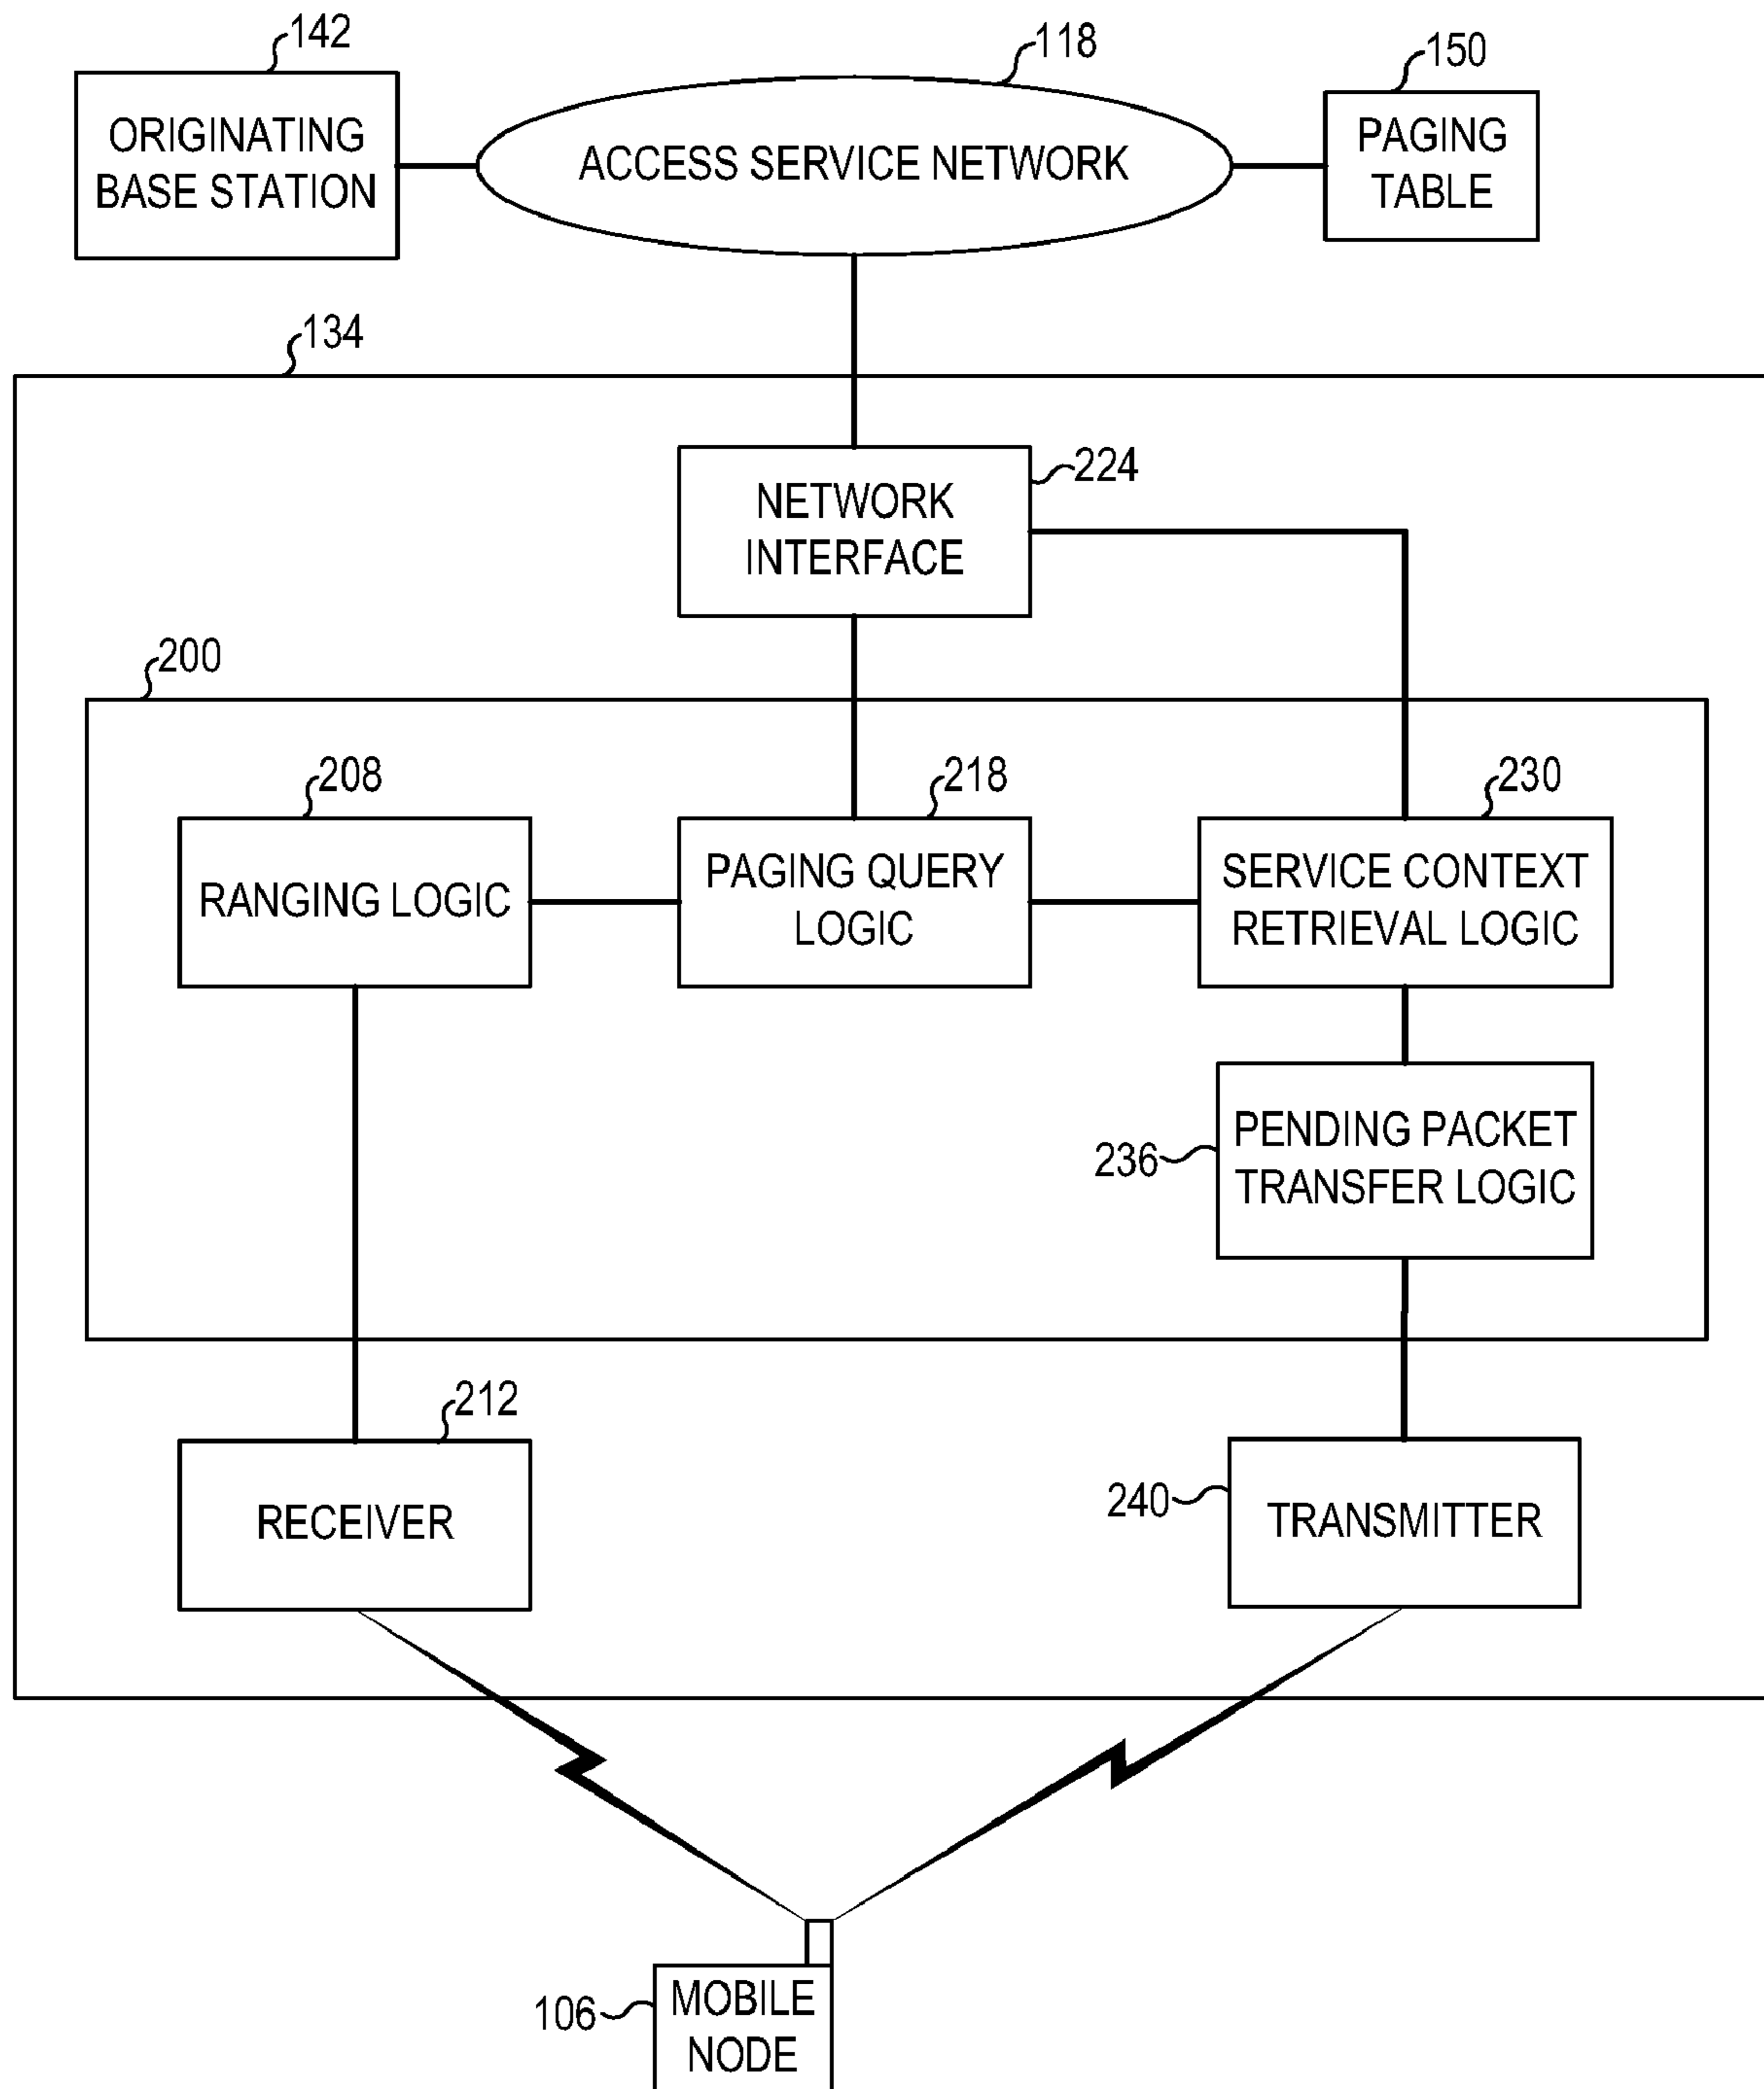 142
118
150
ORIGINATING
BASE STATION
ACCESS SERVICE NETWORK
PAGING
TABLE
134
224
NETWORK
INTERFACE
200
208
218
230
RANGING LOGIC
PAGING QUERY
LOGIC
SERVICE CONTEXT
RETRIEVAL LOGIC
236
PENDING PACKET
TRANSFER LOGIC
212
RECEIVER
240
TRANSMITTER
106
MOBILE
NODE